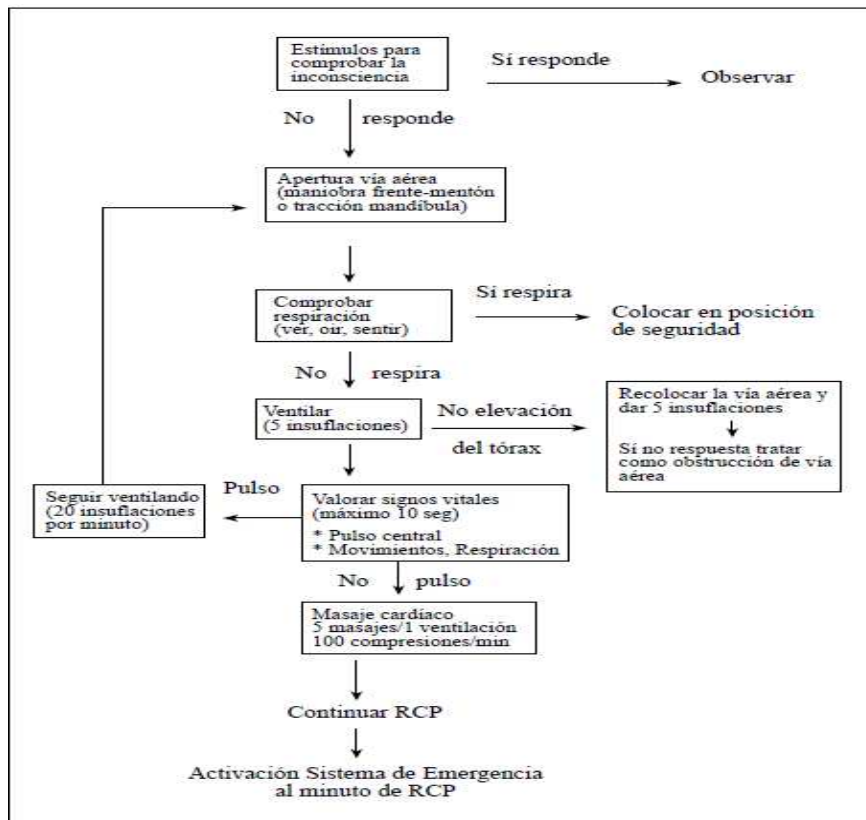 Estímulos para
comprobar la
inconsciencia
Sí responde
Observar
No responde
Apertura vía aérea
(maniobra frente-mentón
o tracción mandíbula)
Comprobar
respiración
(ver, oir, sentir)
Sí respira
Colocar en posición
de seguridad
No respira
Ventilar
(5 insuflaciones)
No elevación
del tórax
Recolocar la vía aérea y
dar 5 insuflaciones
Sí no respuesta tratar
como obstrucción de vía
aérea
Seguir ventilando
(20 insuflaciones
por minuto)
Pulso
Valorar signos vitales
(máximo 10 seg)
* Pulso central
* Movimientos, Respiración
No pulso
Masaje cardíaco
5 masajes/1 ventilación
100 compresiones/min
Continuar RCP
Activación Sistema de Emergencia
al minuto de RCP